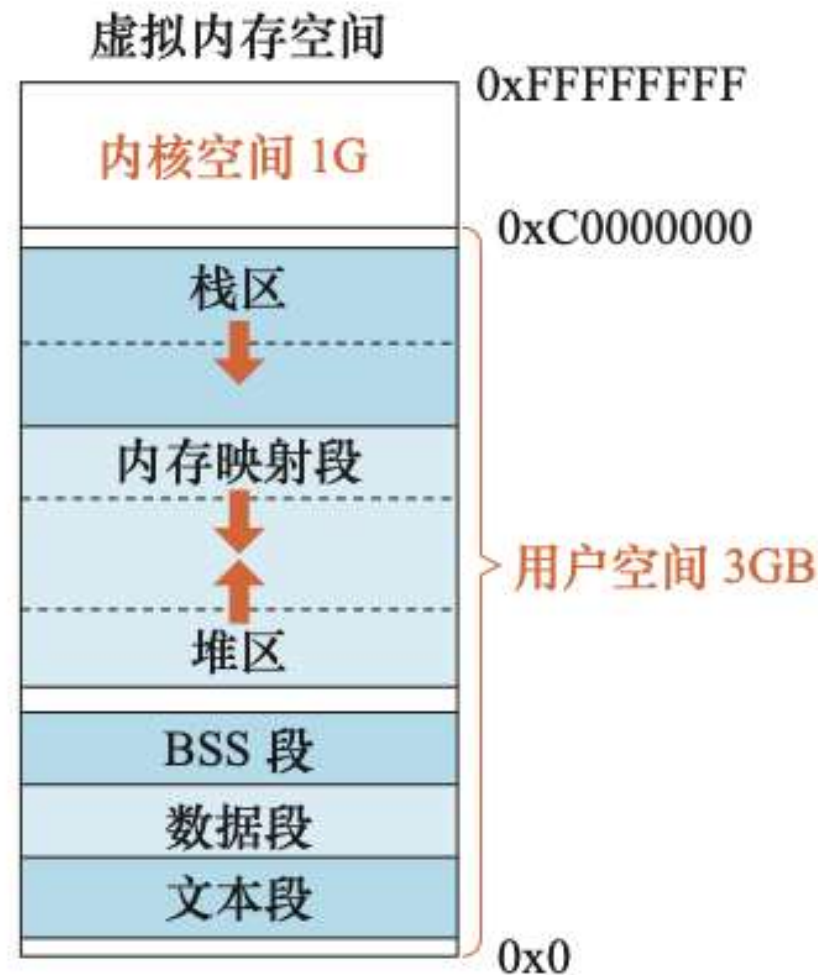 虚拟内存空间
0xFFFFFFFF
内核空间 1G
0xC0000000
栈区
内存映射段
用户空间 3GB
堆区
BSS 段
数据段
文本段
0x0